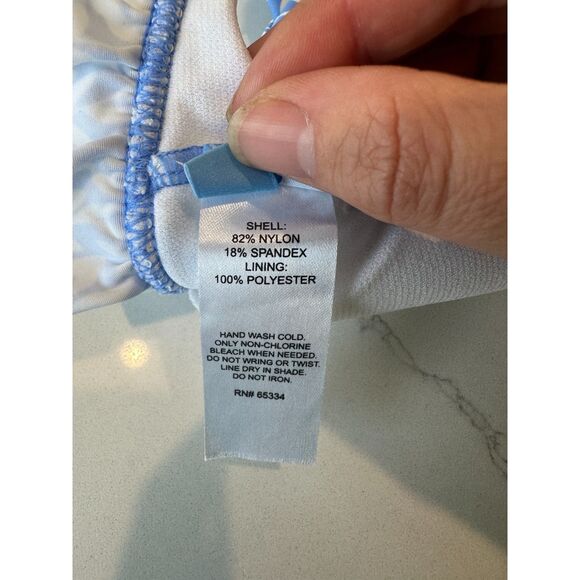 SHELL:
82% NYLON
18% SPANDEX
LINING:
100% POLYESTER
HAND WASH COLD.
ONLY NON-CHLORINE
BLEACH WHEN NEEDED.
DO NOT WRING OR TWIST.
LINE DRY IN SHADE.
DO NOT IRON.
RN# 65334